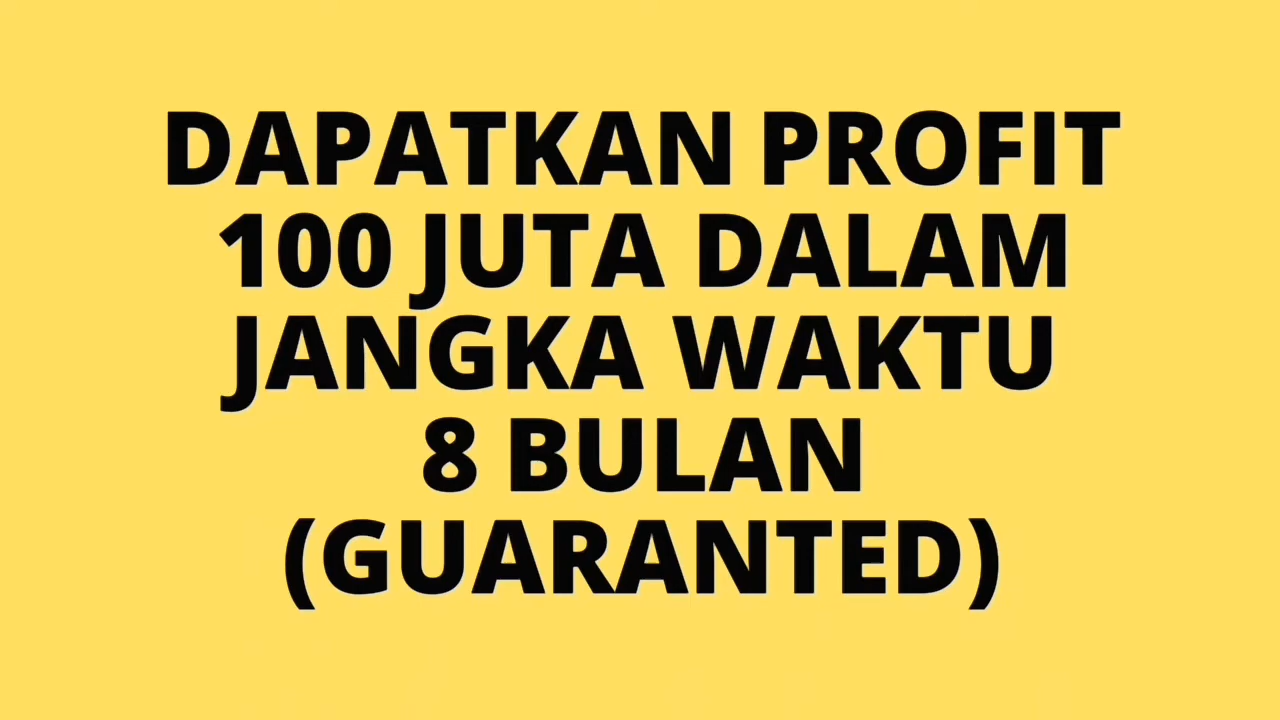 DAPATKAN PROFIT
100 JUTA DALAM
JANGKA WAKTU
8 BULAN
(GUARANTED)